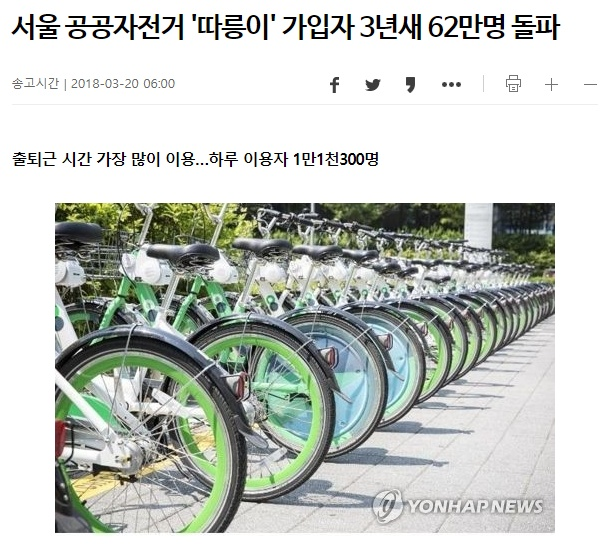 서울 공공자전거 '따릉이' 가입자 3년새 62만명 돌파
송고시간 | 2018-03-20 06:00
출퇴근 시간 가장 많이 이용...하루 이용자 1만1천300명
YONHAP NEWS